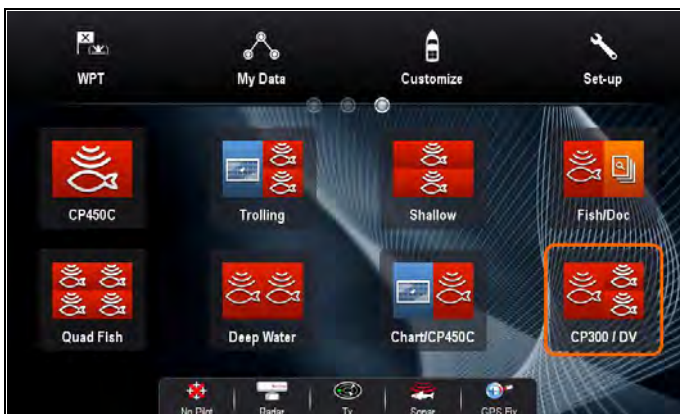 WPT My Data Customize Set-up
CP450C Trolling Shallow Fish/Doc
Quad Fish Deep Water Chart/CP450C CP300 / DV
No Pilot Radar Tx Sonar GPS Fix